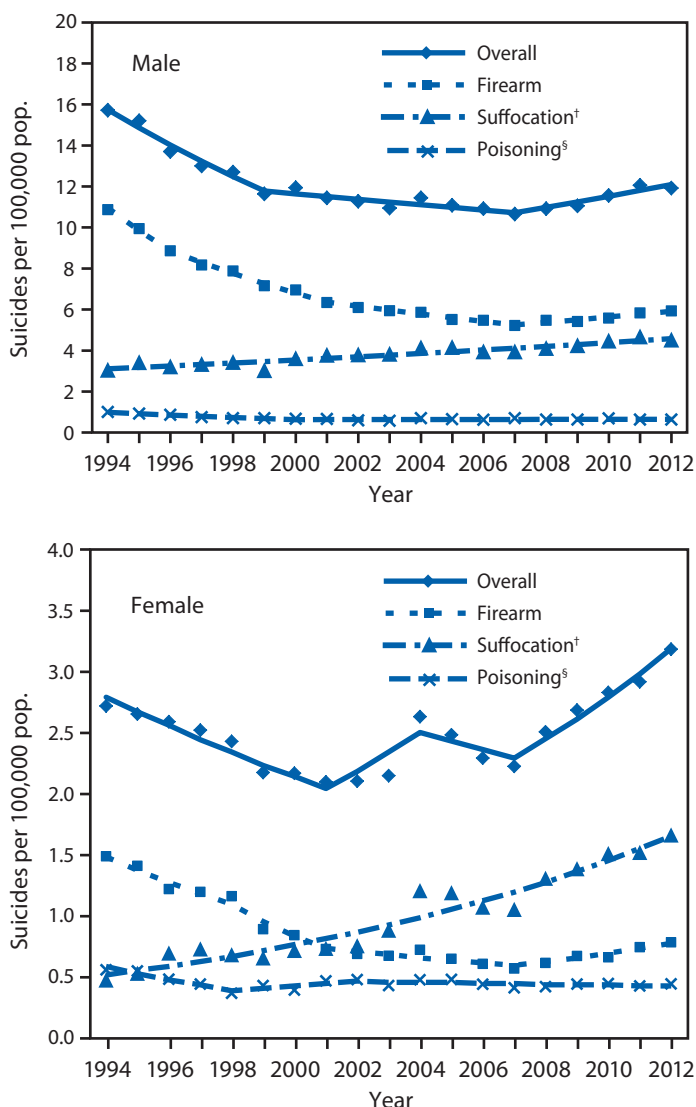 20
18
16
14
12
10
8
6
4
2
0
Suicides per 100,000 pop.
Male
Overall
Firearm
Suffocation†
Poisoning§
1994 1996 1998 2000 2002 2004 2006 2008 2010 2012
Year
4.0
3.5
3.0
2.5
2.0
1.5
1.0
0.5
0.0
Suicides per 100,000 pop.
Female
Overall
Firearm
Suffocation†
Poisoning§
1994 1996 1998 2000 2002 2004 2006 2008 2010 2012
Year